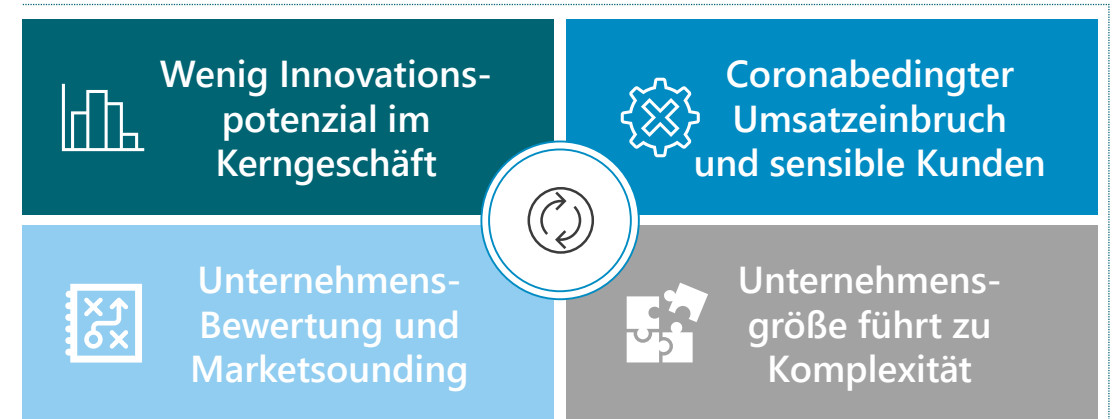 Wenig Innovations-
potenzial im
Kerngeschäft
Coronabedingter
Umsatzeinbruch
und sensible Kunden
Unternehmens-
Bewertung und
Marketsounding
Unternehmens-
größe führt zu
Komplexität